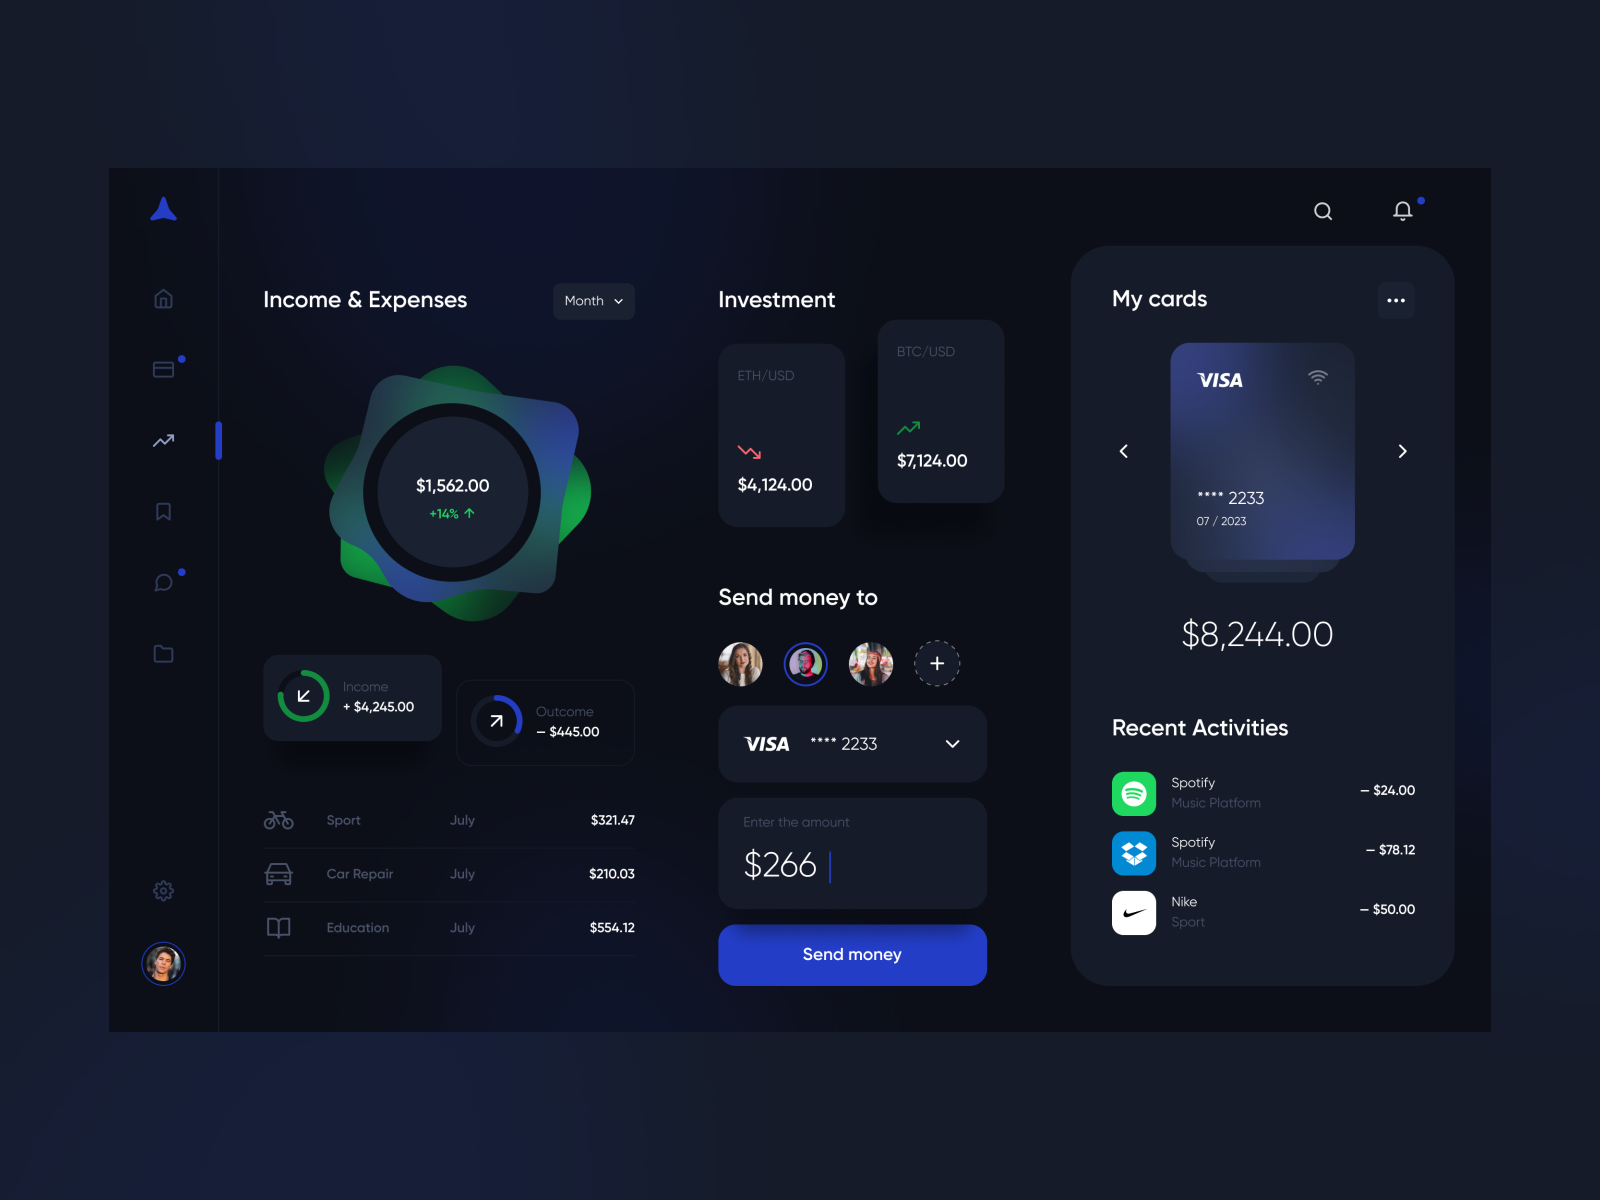 Income & Expenses
Month
$1,562.00
+14%
Income
+ $4,245.00
Outcome
– $445.00
Sport July $321.47
Car Repair July $210.03
Education July $554.12
Investment
ETH/USD
$4,124.00
BTC/USD
$7,124.00
Send money to
VISA **** 2233
Enter the amount
$266
Send money
My cards
VISA
**** 2233
07 / 2023
$8,244.00
Recent Activities
Spotify
Music Platform
– $24.00
Spotify
Music Platform
– $78.12
Nike
Sport
– $50.00